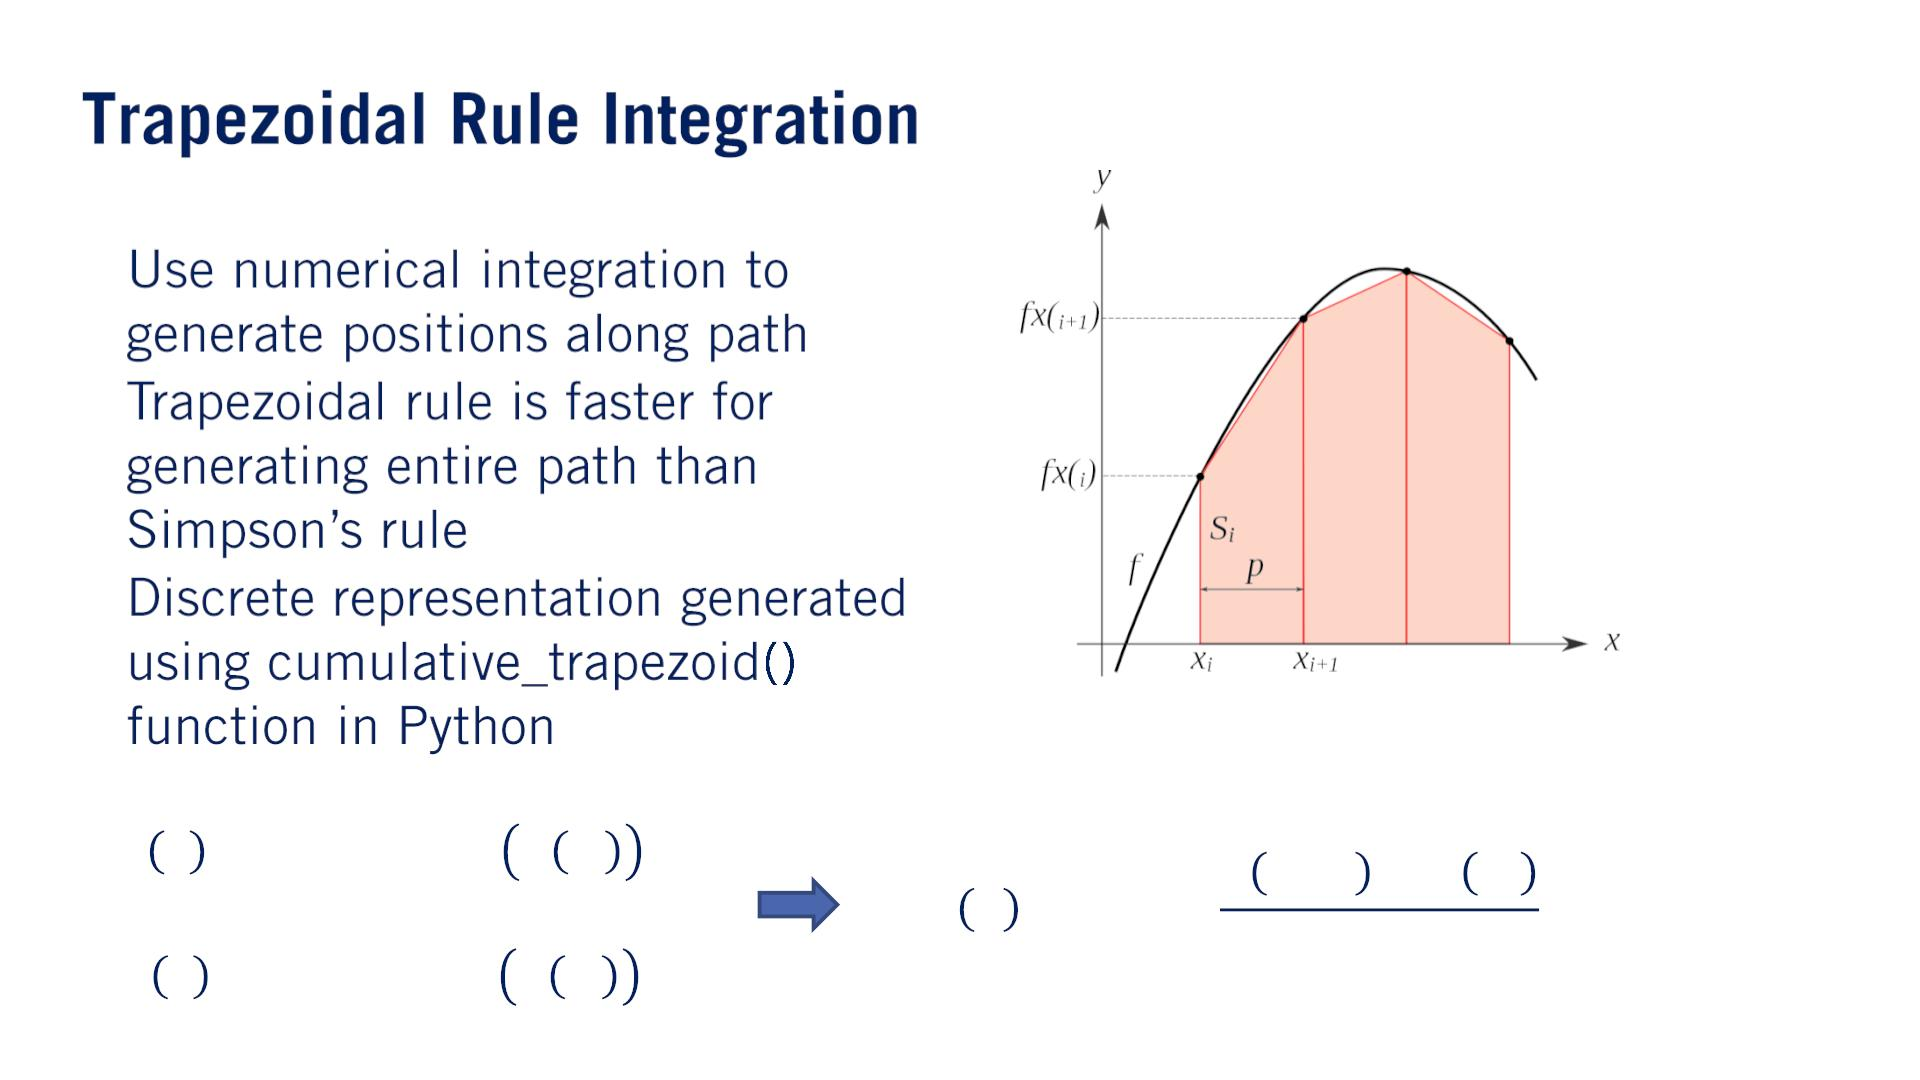 Trapezoidal Rule Integration
Use numerical integration to
generate positions along path
Trapezoidal rule is faster for
generating entire path than
Simpson’s rule
Discrete representation generated
using cumulative_trapezoid()
function in Python
y
fx(i+1)
fx(i)
f
Si
p
xi
xi+1
x
( ) ( ( ))
( ) ( ) ( )
( ) ( ( ))